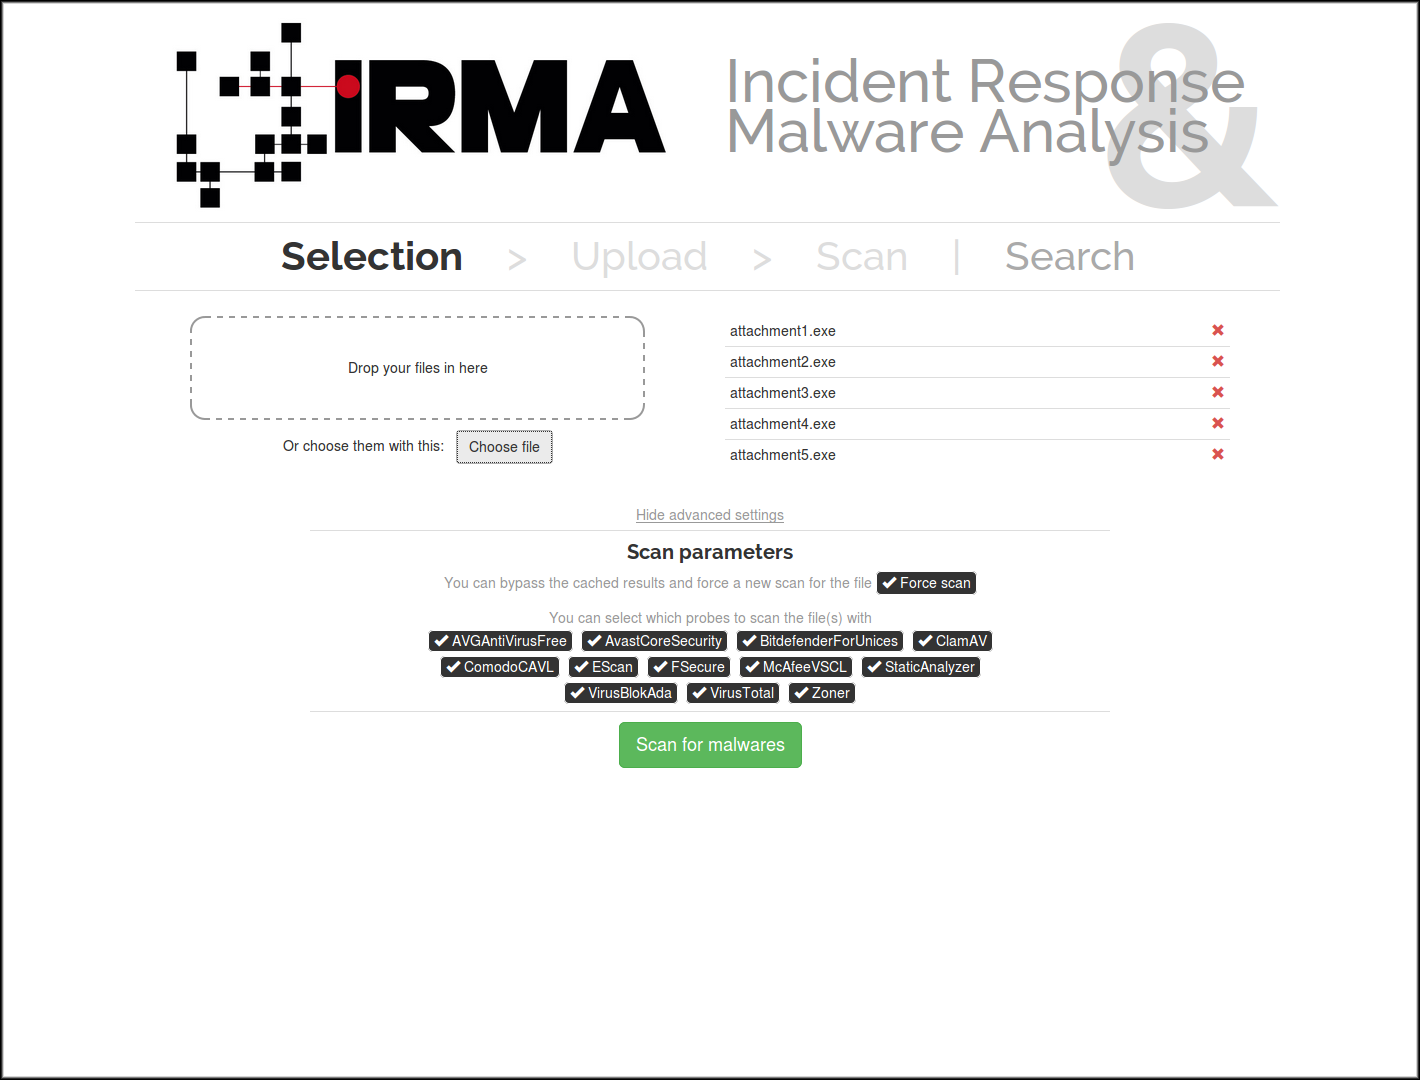 IRMA
Incident Response
&
Malware Analysis
Selection > Upload > Scan | Search
Drop your files in here
Or choose them with this: Choose file
attachment1.exe
attachment2.exe
attachment3.exe
attachment4.exe
attachment5.exe
Hide advanced settings
Scan parameters
You can bypass the cached results and force a new scan for the file Force scan
You can select which probes to scan the file(s) with
AVGAntiVirusFree AvastCoreSecurity BitdefenderForUnices ClamAV
ComodoCAVL EScan FSecure McAfeeVSCL StaticAnalyzer
VirusBlokAda VirusTotal Zoner
Scan for malwares